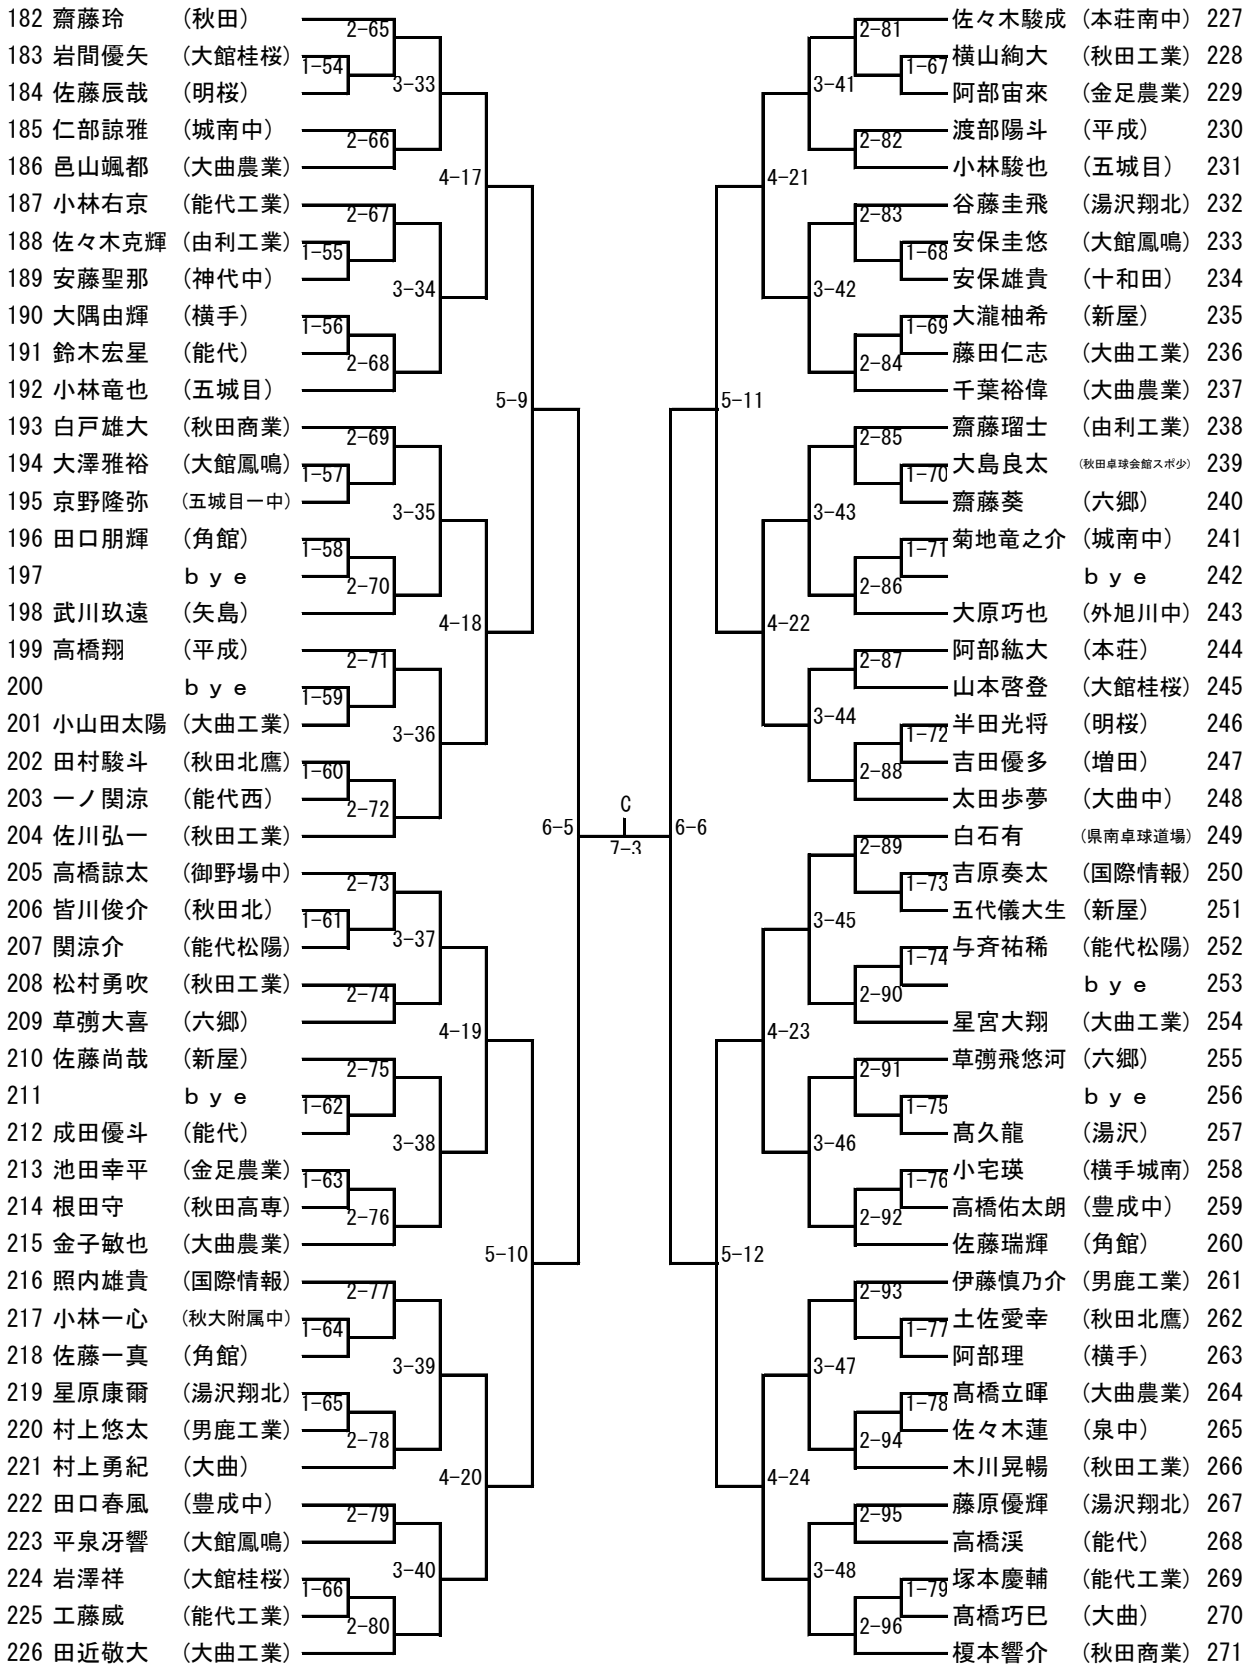 182 齋藤玲 (秋田)
183 岩間優矢 (大館桂桜)
184 佐藤辰哉 (明桜)
185 仁部諒雅 (城南中)
186 邑山颯都 (大曲農業)
187 小林右京 (能代工業)
188 佐々木克輝 (由利工業)
189 安藤聖那 (神代中)
190 大隅由輝 (横手)
191 鈴木宏星 (能代)
192 小林竜也 (五城目)
193 白戸雄大 (秋田商業)
194 大澤雅裕 (大館鳳鳴)
195 京野隆弥 (五城目一中)
196 田口朋輝 (角館)
197 ｂｙｅ
198 武川玖遠 (矢島)
199 高橋翔 (平成)
200 ｂｙｅ
201 小山田太陽 (大曲工業)
202 田村駿斗 (秋田北鷹)
203 一ノ関涼 (能代西)
204 佐川弘一 (秋田工業)
205 高橋諒太 (御野場中)
206 皆川俊介 (秋田北)
207 関涼介 (能代松陽)
208 松村勇吹 (秋田工業)
209 草彅大喜 (六郷)
210 佐藤尚哉 (新屋)
211 ｂｙｅ
212 成田優斗 (能代)
213 池田幸平 (金足農業)
214 根田守 (秋田高専)
215 金子敏也 (大曲農業)
216 照内雄貴 (国際情報)
217 小林一心 (秋大附属中)
218 佐藤一真 (角館)
219 星原康爾 (湯沢翔北)
220 村上悠太 (男鹿工業)
221 村上勇紀 (大曲)
222 田口春風 (豊成中)
223 平泉冴響 (大館鳳鳴)
224 岩澤祥 (大館桂桜)
225 工藤威 (能代工業)
226 田近敬大 (大曲工業)
1-54
1-55
1-56
1-57
1-58
1-59
1-60
1-61
1-62
1-63
1-64
1-65
1-66
2-65
2-66
2-67
2-68
2-69
2-70
2-71
2-72
2-73
2-74
2-75
2-76
2-77
2-78
2-79
2-80
3-33
3-34
3-35
3-36
3-37
3-38
3-39
3-40
4-17
4-18
4-19
4-20
5-9
5-10
6-5
C
7-3
6-6
5-11
5-12
4-21
4-22
4-23
4-24
3-41
3-42
3-43
3-44
3-45
3-46
3-47
3-48
2-81
2-82
2-83
2-84
2-85
2-86
2-87
2-88
2-89
2-90
2-91
2-92
2-93
2-94
2-95
2-96
1-67
1-68
1-69
1-70
1-71
1-72
1-73
1-74
1-75
1-76
1-77
1-78
1-79
佐々木駿成 (本荘南中) 227
横山絢大 (秋田工業) 228
阿部宙來 (金足農業) 229
渡部陽斗 (平成) 230
小林駿也 (五城目) 231
谷藤圭飛 (湯沢翔北) 232
安保圭悠 (大館鳳鳴) 233
安保雄貴 (十和田) 234
大瀧柚希 (新屋) 235
藤田仁志 (大曲工業) 236
千葉裕偉 (大曲農業) 237
齋藤瑠士 (由利工業) 238
大島良太 (秋田卓球会館スポ少) 239
齋藤葵 (六郷) 240
菊地竜之介 (城南中) 241
ｂｙｅ 242
大原巧也 (外旭川中) 243
阿部紘大 (本荘) 244
山本啓登 (大館桂桜) 245
半田光将 (明桜) 246
吉田優多 (増田) 247
太田歩夢 (大曲中) 248
白石有 (県南卓球道場) 249
吉原奏太 (国際情報) 250
五代儀大生 (新屋) 251
与斉祐稀 (能代松陽) 252
ｂｙｅ 253
星宮大翔 (大曲工業) 254
草彅飛悠河 (六郷) 255
ｂｙｅ 256
髙久龍 (湯沢) 257
小宅瑛 (横手城南) 258
高橋佑太朗 (豊成中) 259
佐藤瑞輝 (角館) 260
伊藤慎乃介 (男鹿工業) 261
土佐愛幸 (秋田北鷹) 262
阿部理 (横手) 263
髙橋立暉 (大曲農業) 264
佐々木蓮 (泉中) 265
木川晃暢 (秋田工業) 266
藤原優輝 (湯沢翔北) 267
高橋渓 (能代) 268
塚本慶輔 (能代工業) 269
髙橋巧巳 (大曲) 270
榎本響介 (秋田商業) 271